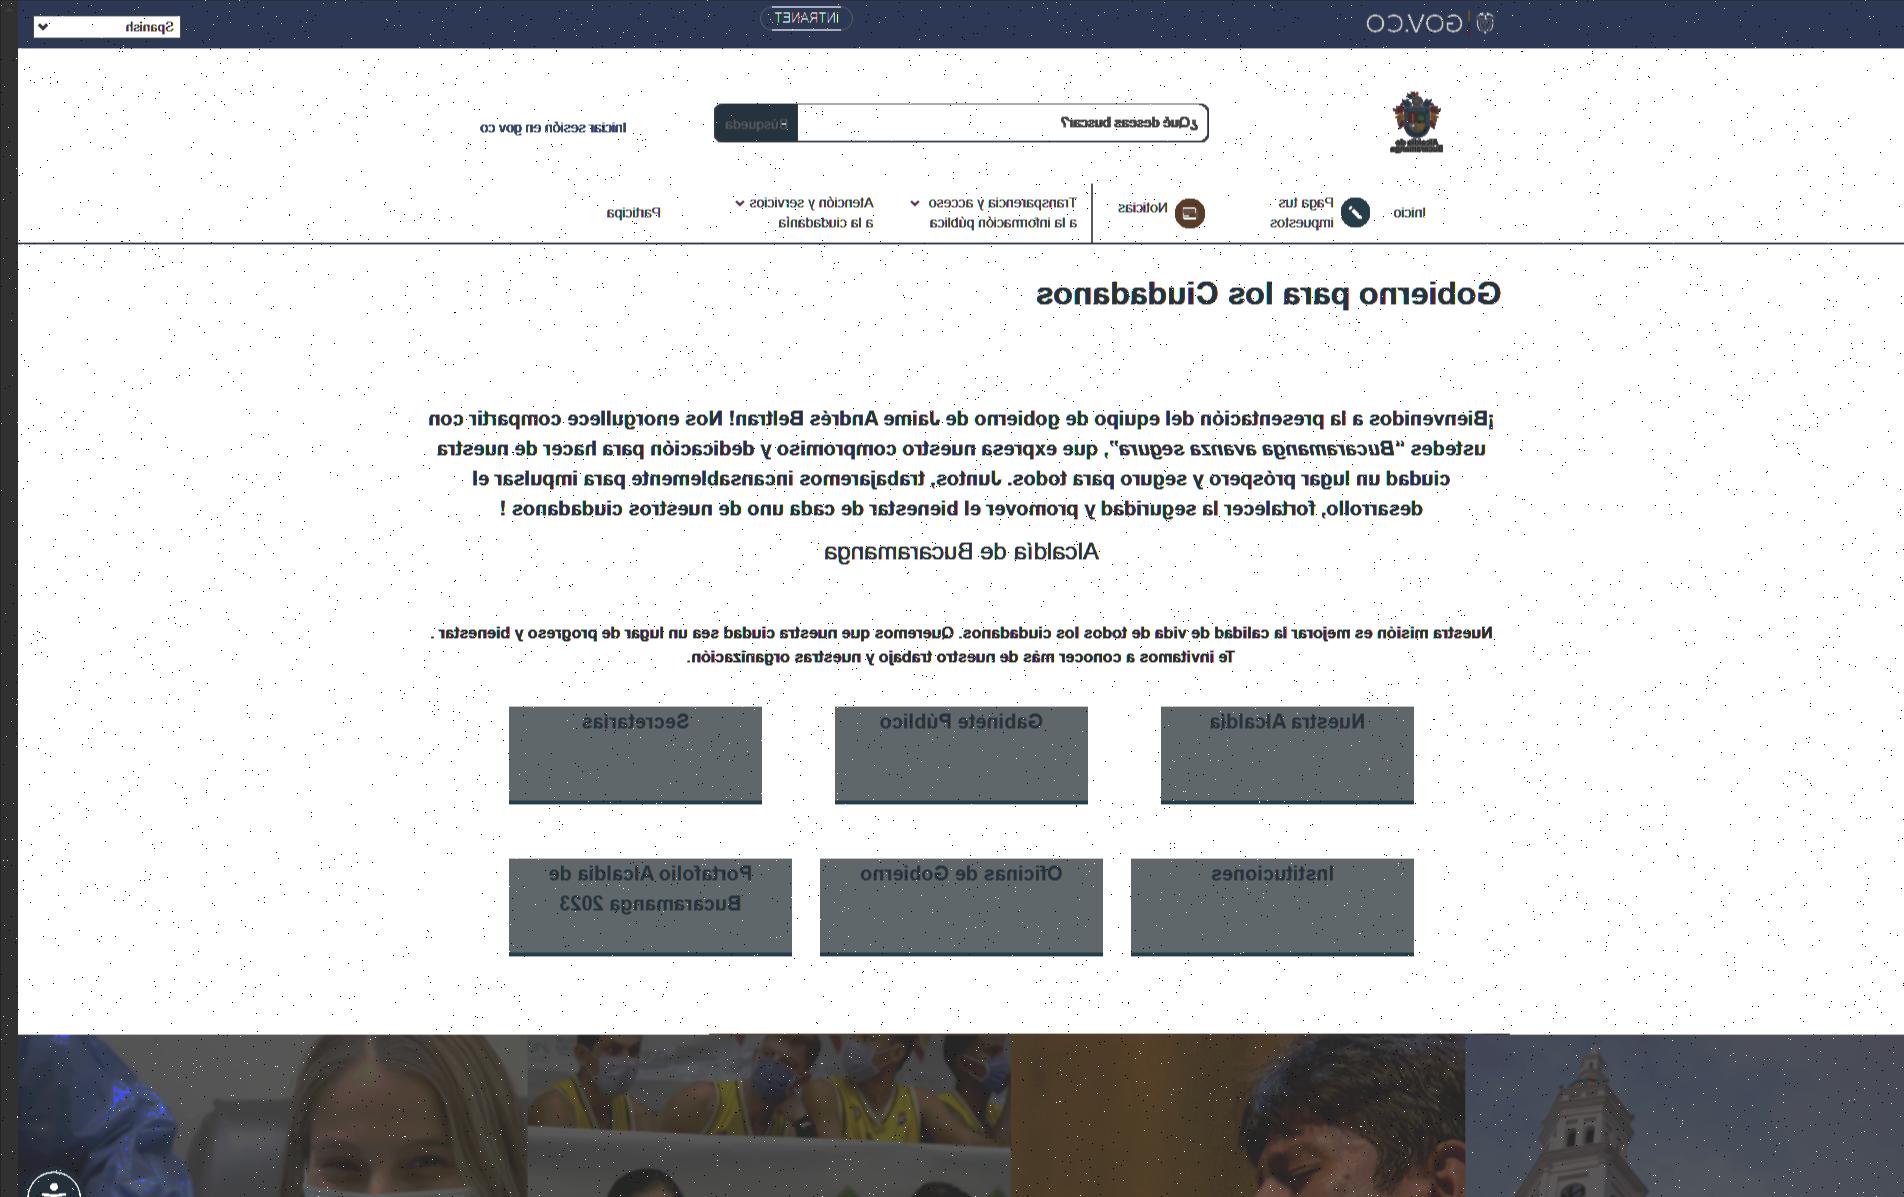 GOV.CO
INTRANET
Spanish
Alcaldía de
Bucaramanga
¿Qué deseas buscar?
Búsqueda
Iniciar sesión en gov co
Inicio
Paga tus
impuestos
Noticias
Transparencia y acceso
a la información pública
Atención y servicios
a la ciudadanía
Participa
Gobierno para los Ciudadanos
¡Bienvenidos a la presentación del equipo de gobierno de Jaime Andrés Beltran! Nos enorgullece compartir con
ustedes “Bucaramanga avanza segura”, que expresa nuestro compromiso y dedicación para hacer de nuestra
ciudad un lugar próspero y seguro para todos. Juntos, trabajaremos incansablemente para impulsar el
desarrollo, fortalecer la seguridad y promover el bienestar de cada uno de nuestros ciudadanos !
Alcaldía de Bucaramanga
Nuestra misión es mejorar la calidad de vida de todos los ciudadanos. Queremos que nuestra ciudad sea un lugar de progreso y bienestar .
Te invitamos a conocer más de nuestro trabajo y nuestras organización.
Nuestra Alcaldía
Gabinete Público
Secretarías
Instituciones
Oficinas de Gobierno
Portafolio Alcaldía de
Bucaramanga 2023